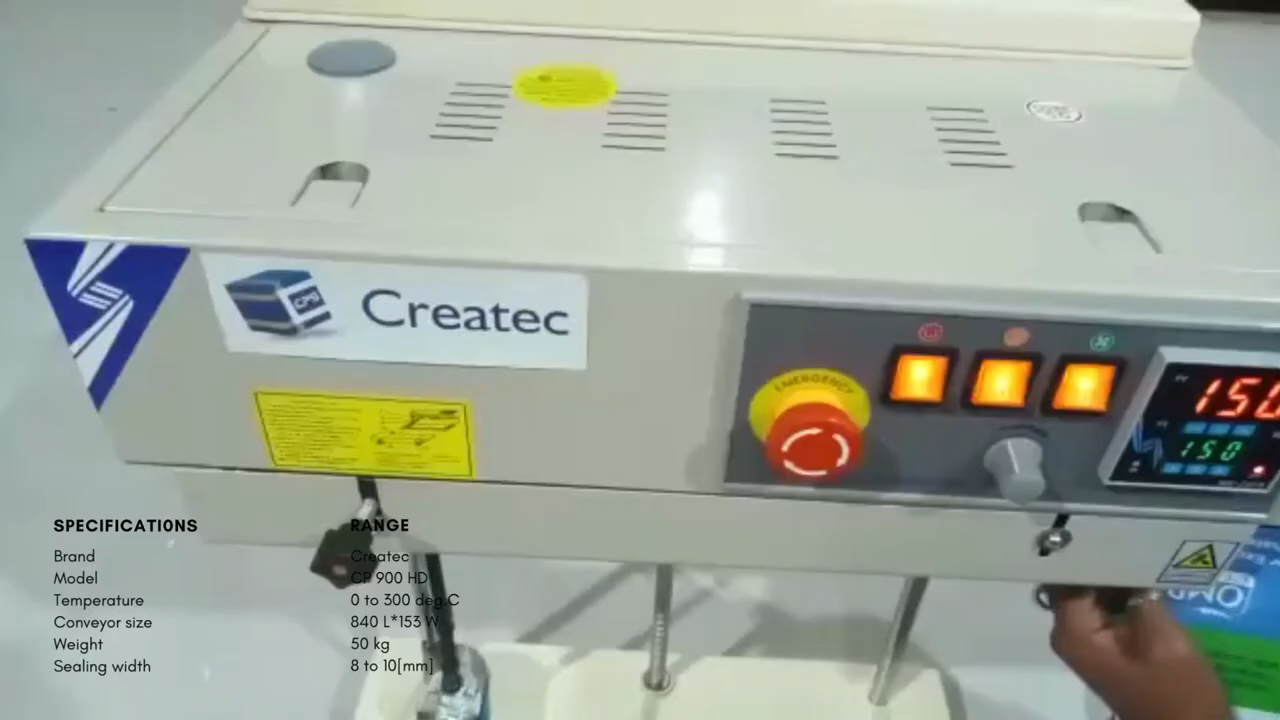 CPS
Createc
EMERGENCY
150
150
SPECIFICATIONS RANGE
Brand Createc
Model CP 900 HD
Temperature 0 to 300 deg.C
Conveyor size 840 L*153 W
Weight 50 kg
Sealing width 8 to 10[mm]